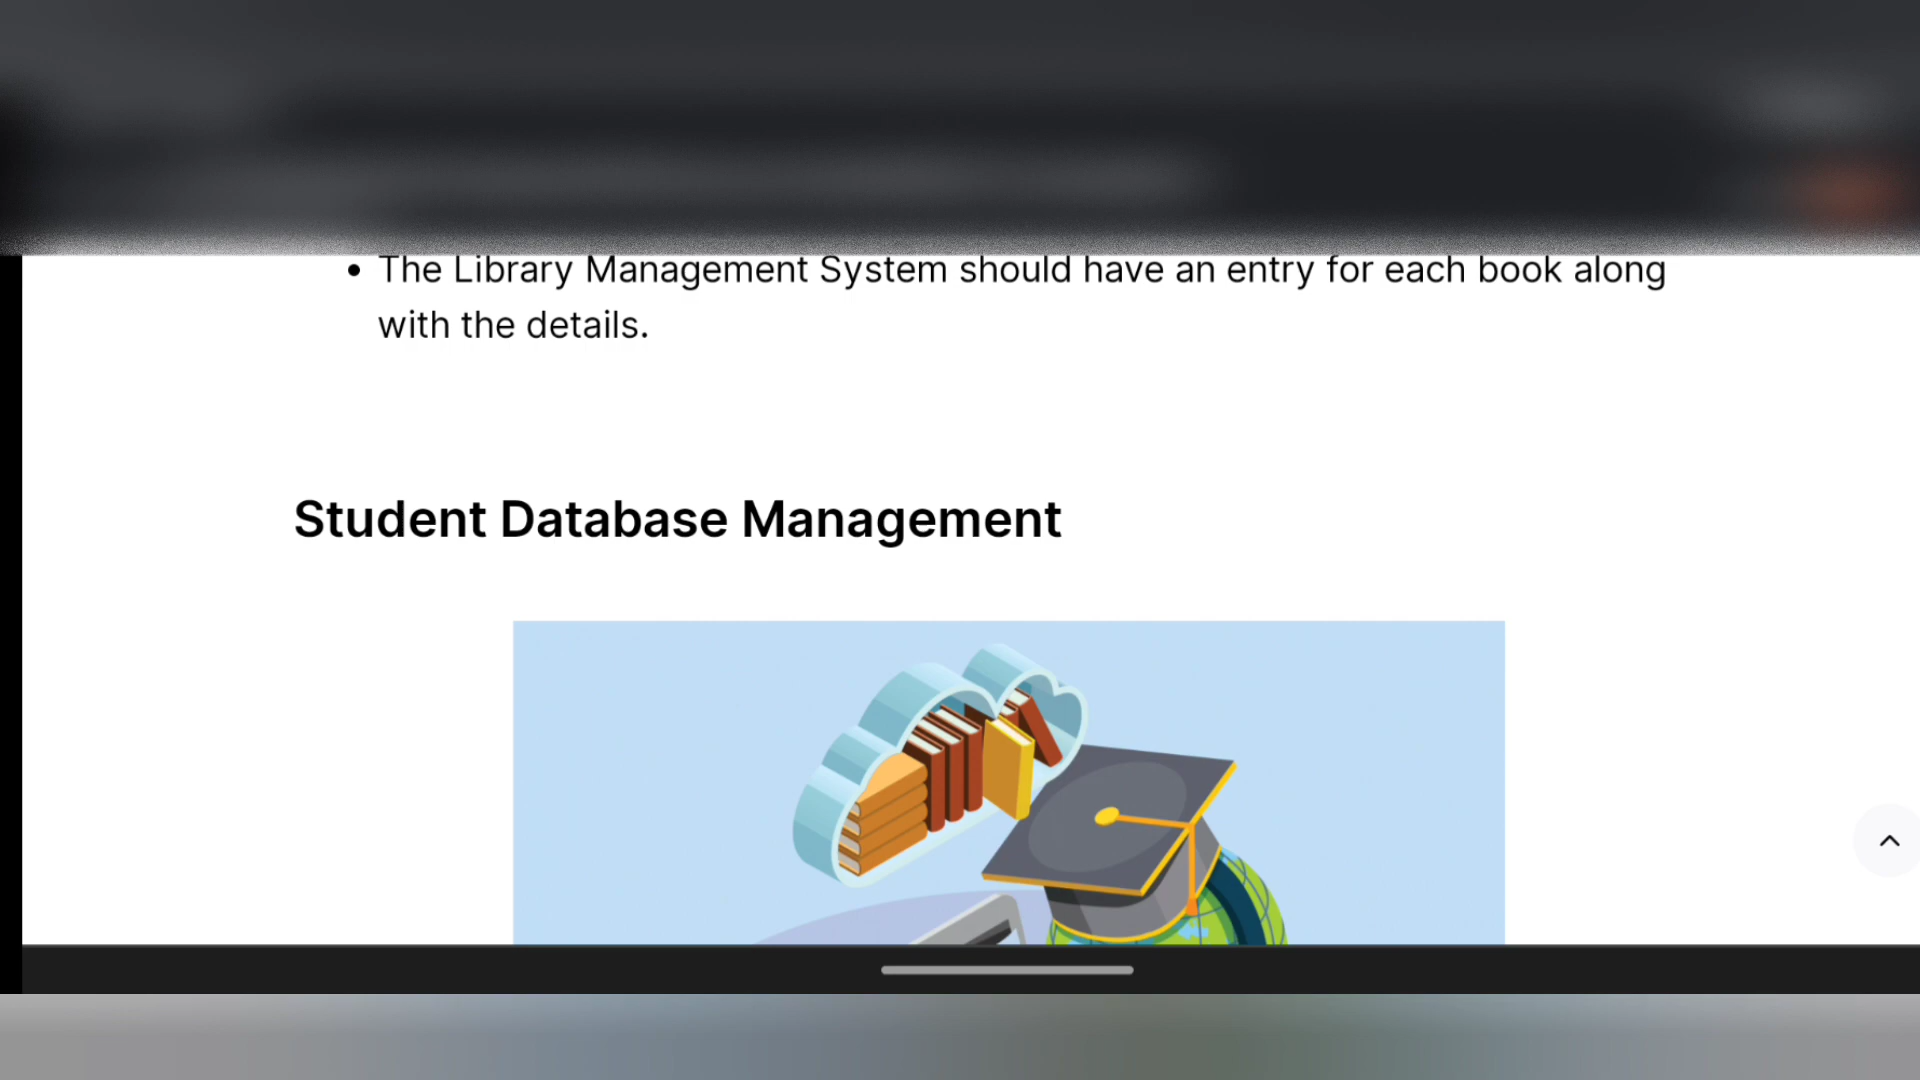 • The Library Management System should have an entry for each book along
with the details.
Student Database Management